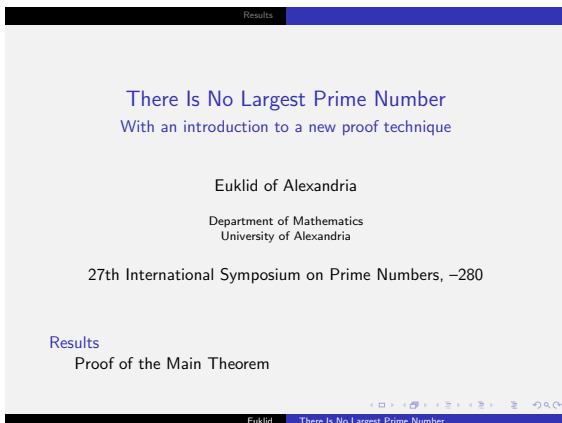 Results
There Is No Largest Prime Number
With an introduction to a new proof technique
Euklid of Alexandria
Department of Mathematics
University of Alexandria
27th International Symposium on Prime Numbers, –280
Results
Proof of the Main Theorem
Euklid There Is No Largest Prime Number